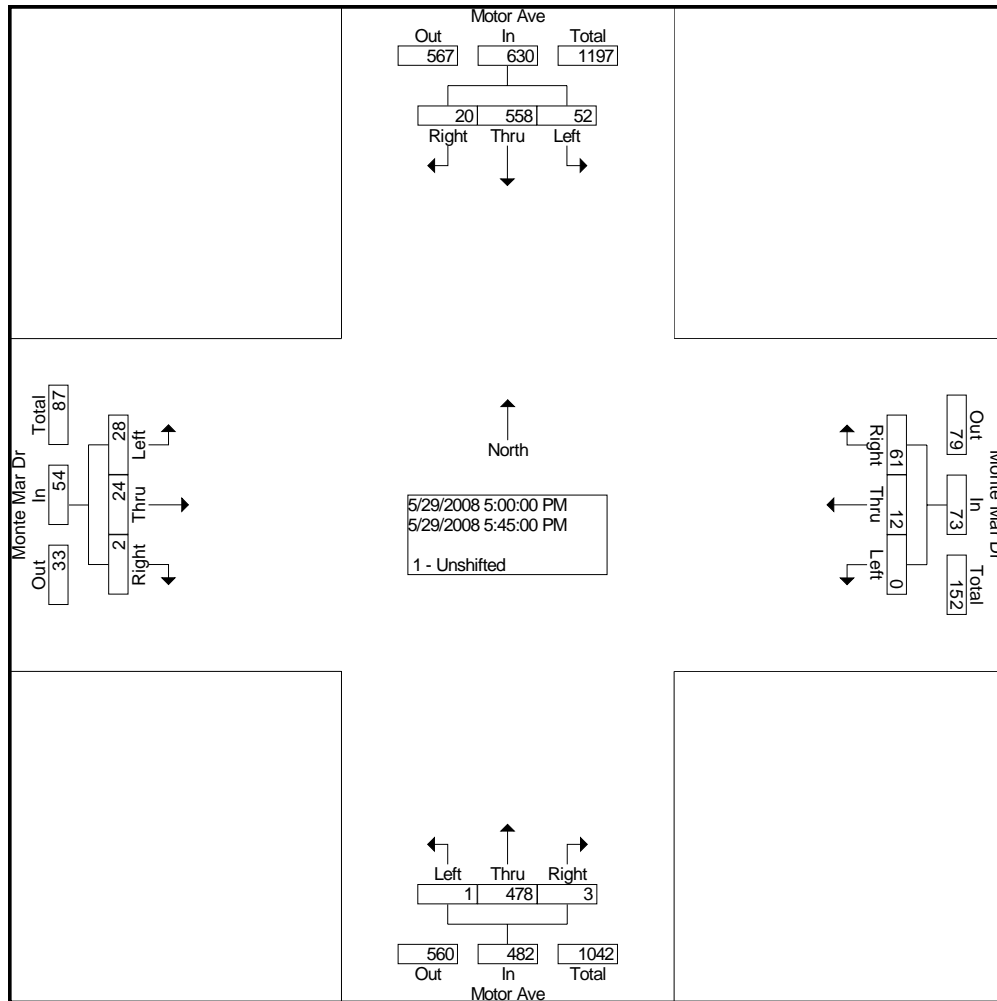 Motor Ave
Out In Total
567 630 1197
20 558 52
Right Thru Left
Monte Mar Dr
Out In Total
33 54 87
2 24 28
Right Thru Left
North
5/29/2008 5:00:00 PM
5/29/2008 5:45:00 PM
1 - Unshifted
Right Thru Left
61 12 0
Out In Total
79 73 152
Monte Mar Dr
Left Thru Right
1 478 3
560 482 1042
Out In Total
Motor Ave